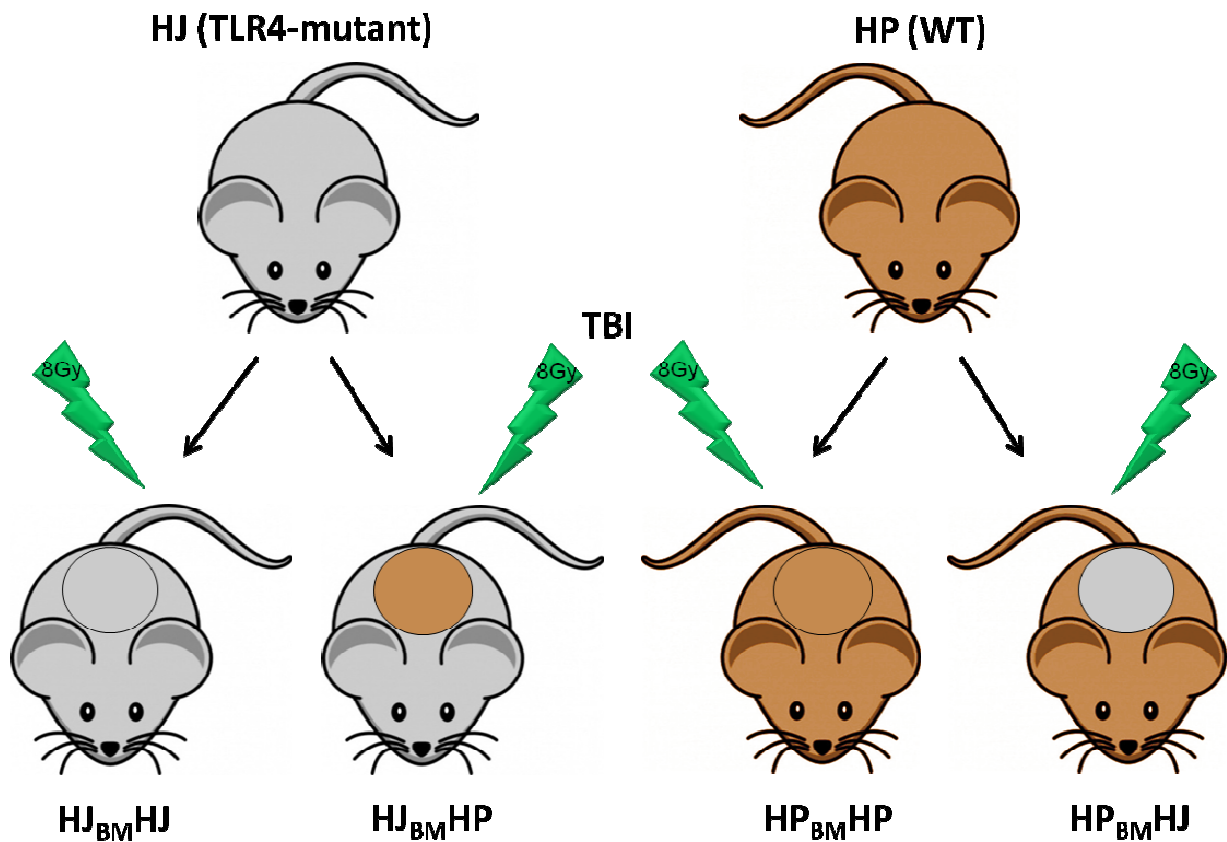 HJ (TLR4-mutant)
HP (WT)
TBI
8Gy
8Gy
8Gy
8Gy
HJBMHJ
HJBMHP
HPBMHP
HPBMHJ